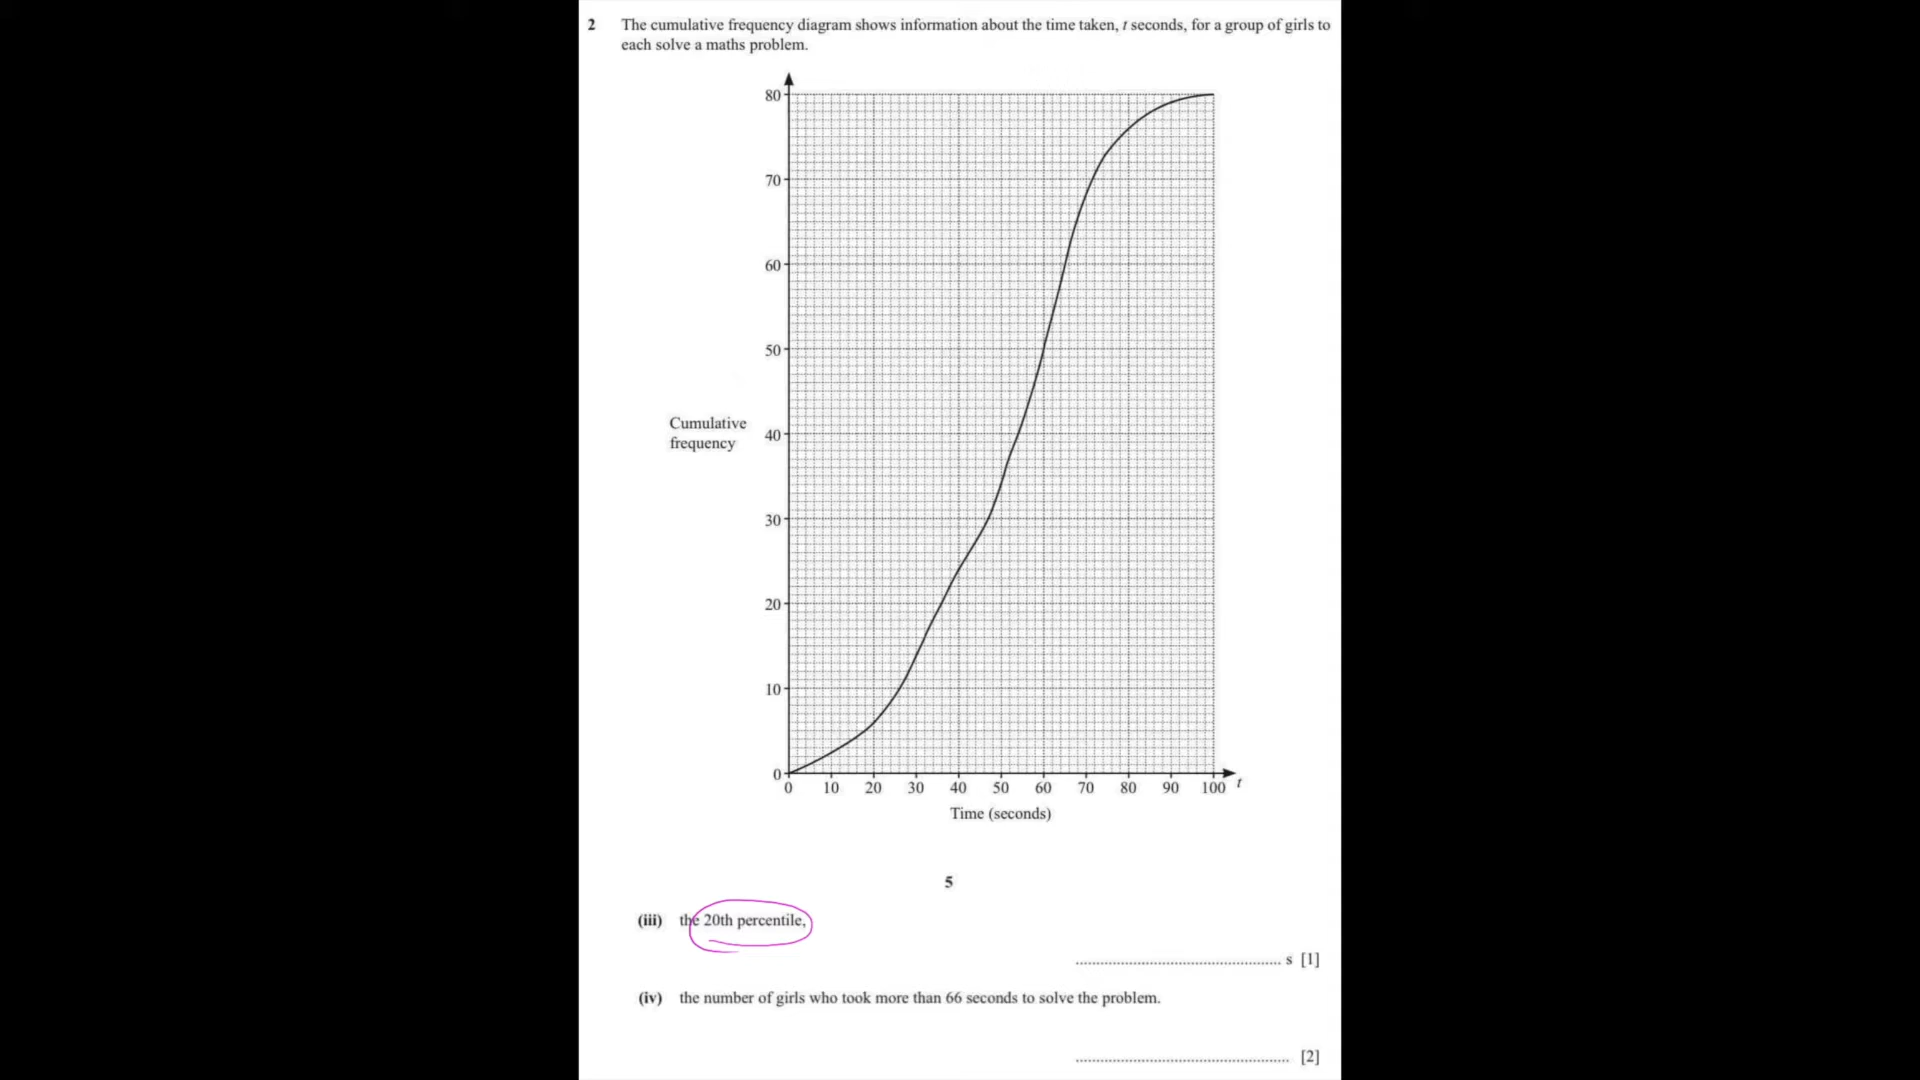 2 The cumulative frequency diagram shows information about the time taken, t seconds, for a group of girls to
each solve a maths problem.
80
70
60
50
Cumulative
frequency
40
30
20
10
0
0 10 20 30 40 50 60 70 80 90 100 t
Time (seconds)
5
(iii) the 20th percentile,
................................................... s [1]
(iv) the number of girls who took more than 66 seconds to solve the problem.
..................................................... [2]